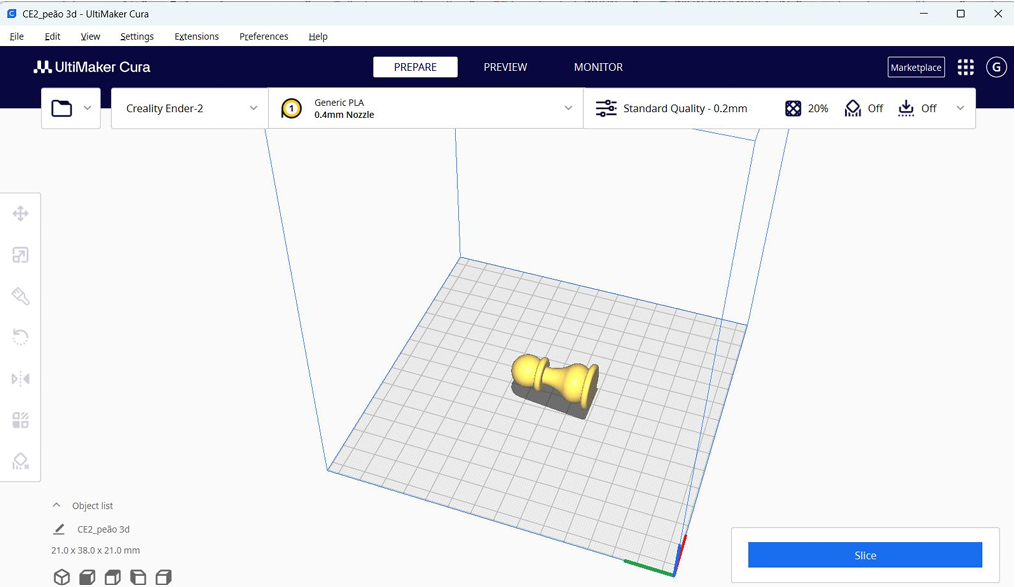 CE2_peão 3d - UltiMaker Cura
File Edit View Settings Extensions Preferences Help
UltiMaker Cura PREPARE PREVIEW MONITOR Marketplace G
Creality Ender-2 1 Generic PLA
0.4mm Nozzle
Standard Quality - 0.2mm 20% Off Off
Object list
CE2_peão 3d
21.0 x 38.0 x 21.0 mm
Slice